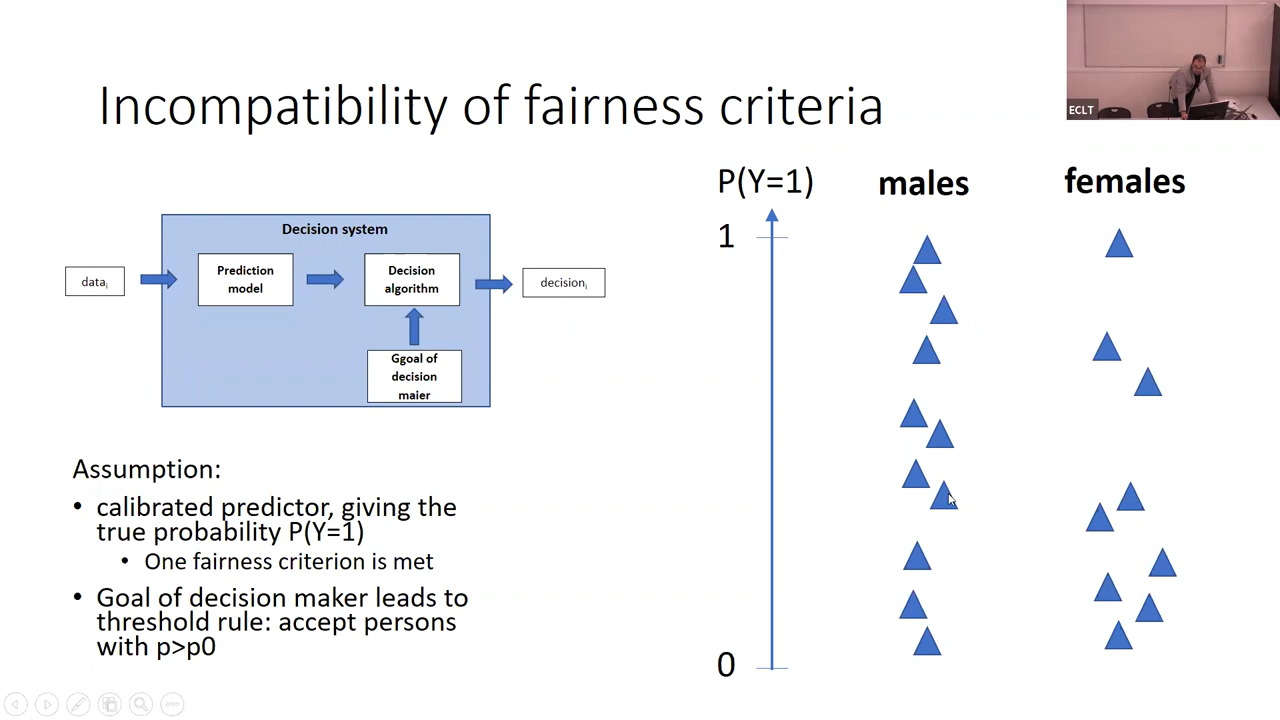 ECLT
Incompatibility of fairness criteria
Decision system
data i
Prediction
model
Decision
algorithm
decision i
Ggoal of
decision
maier
Assumption:
• calibrated predictor, giving the
true probability P(Y=1)
• One fairness criterion is met
• Goal of decision maker leads to
threshold rule: accept persons
with p>p0
P(Y=1)
males
females
1
0